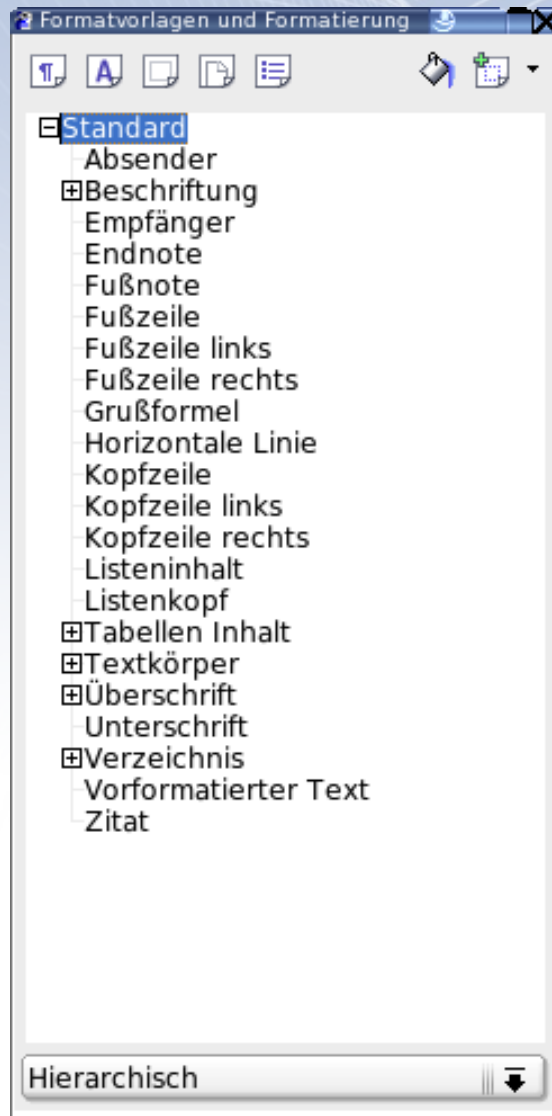 Formatvorlagen und Formatierung
Standard
Absender
Beschriftung
Empfänger
Endnote
Fußnote
Fußzeile
Fußzeile links
Fußzeile rechts
Grußformel
Horizontale Linie
Kopfzeile
Kopfzeile links
Kopfzeile rechts
Listeninhalt
Listenkopf
Tabellen Inhalt
Textkörper
Überschrift
Unterschrift
Verzeichnis
Vorformatierter Text
Zitat
Hierarchisch